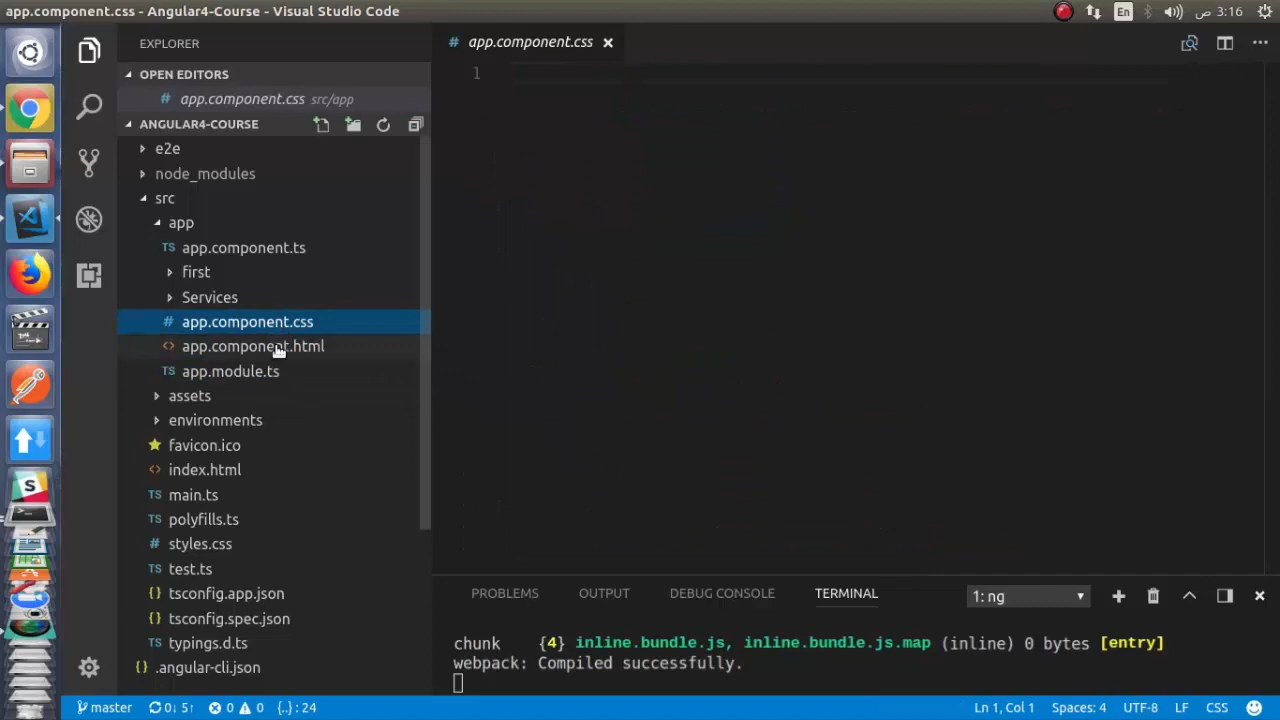 app.component.css - Angular4-Course - Visual Studio Code
En
3:16 ص
EXPLORER
OPEN EDITORS
# app.component.css src/app
ANGULAR4-COURSE
e2e
node_modules
src
app
TS app.component.ts
first
Services
# app.component.css
<> app.component.html
TS app.module.ts
assets
environments
favicon.ico
<> index.html
TS main.ts
TS polyfills.ts
# styles.css
TS test.ts
{} tsconfig.app.json
{} tsconfig.spec.json
TS typings.d.ts
{} .angular-cli.json
# app.component.css
1
PROBLEMS
OUTPUT
DEBUG CONSOLE
TERMINAL
1: ng
chunk {4} inline.bundle.js, inline.bundle.js.map (inline) 0 bytes [entry]
webpack: Compiled successfully.
master
0↓ 5↑
0
0
{..} : 24
Ln 1, Col 1
Spaces: 4
UTF-8
LF
CSS